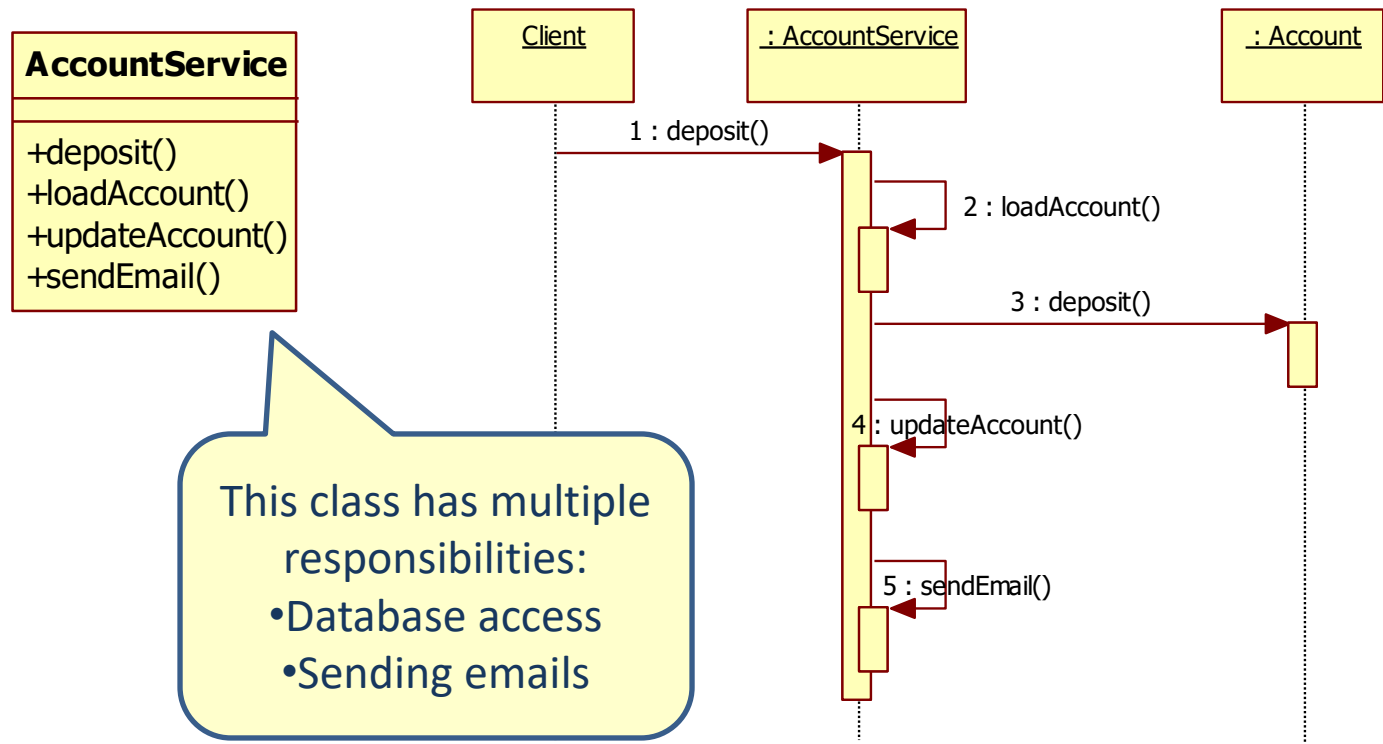 AccountService
+deposit()
+loadAccount()
+updateAccount()
+sendEmail()
Client
: AccountService
: Account
1 : deposit()
2 : loadAccount()
3 : deposit()
4 : updateAccount()
5 : sendEmail()
This class has multiple
responsibilities:
•Database access
•Sending emails